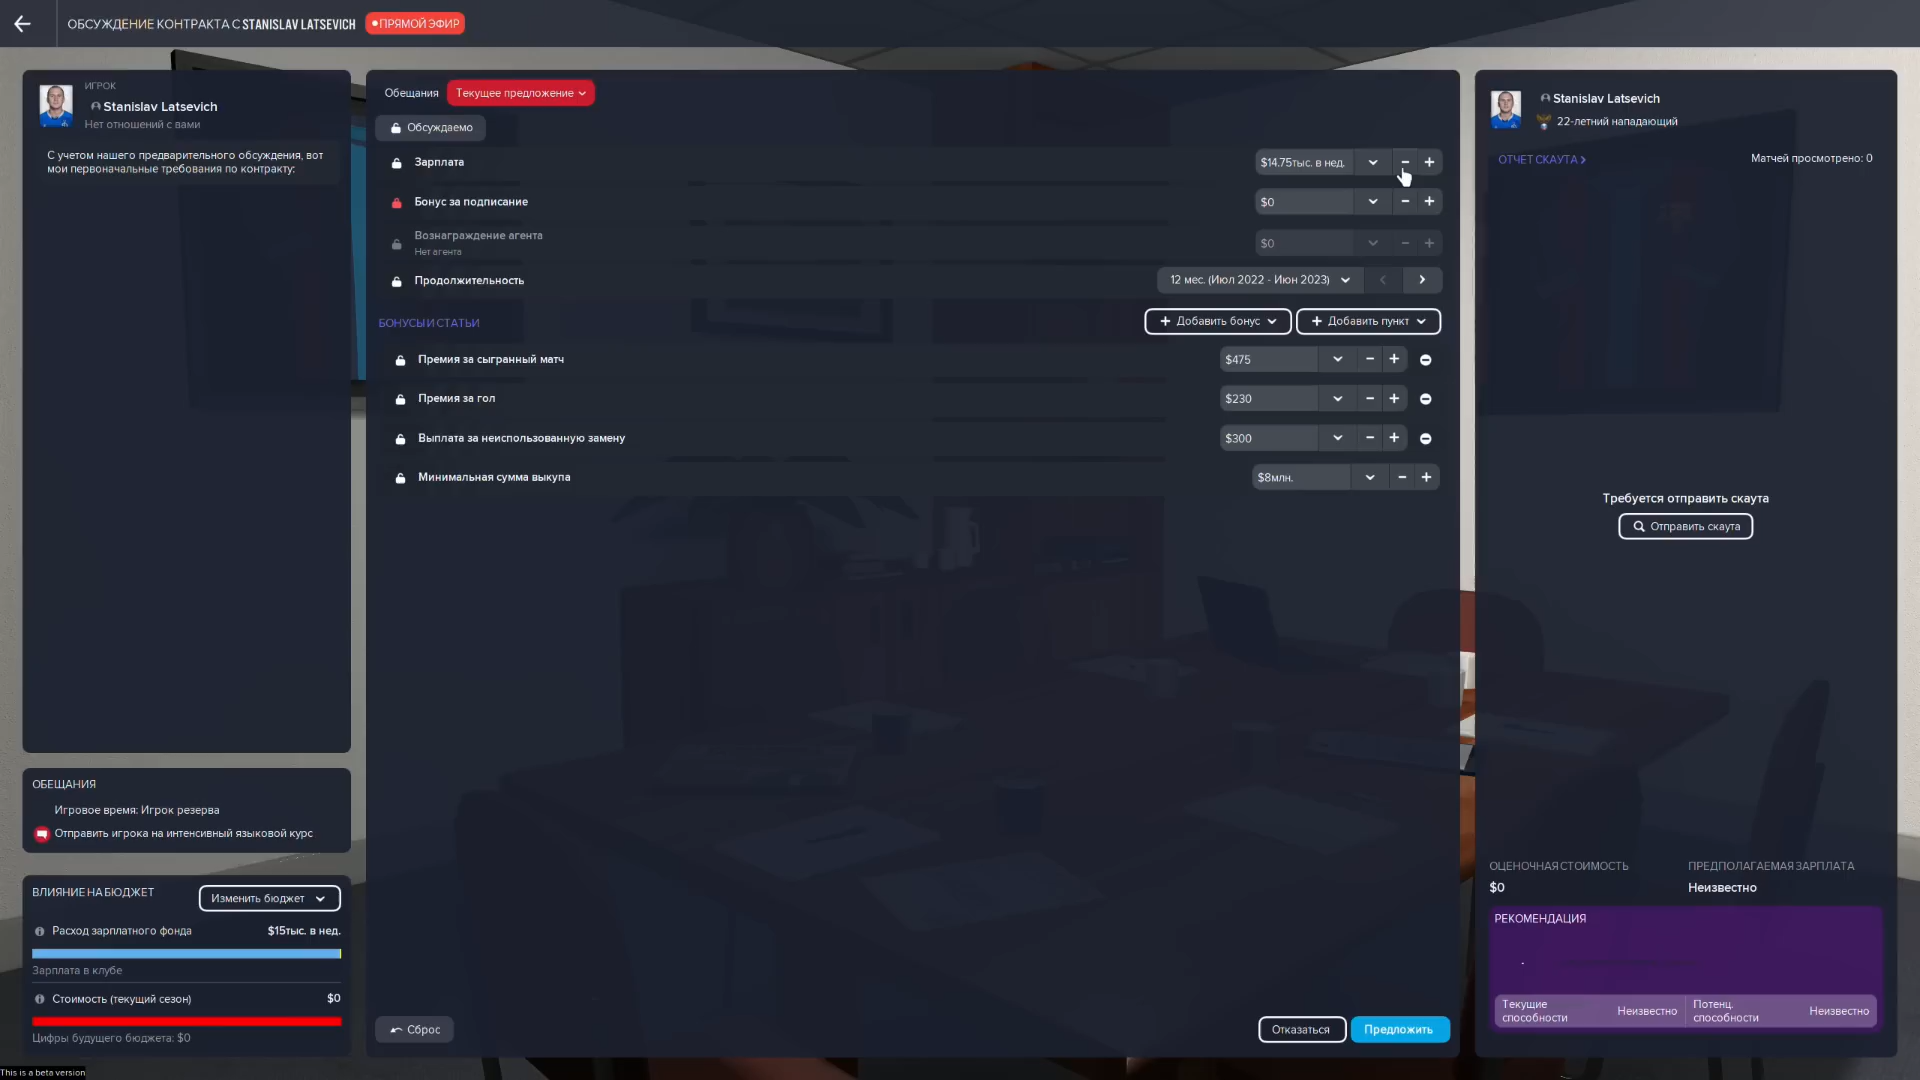 ОБСУЖДЕНИЕ КОНТРАКТА С STANISLAV LATSEVICH
ПРЯМОЙ ЭФИР
ИГРОК
Stanislav Latsevich
Нет отношений с вами
С учетом нашего предварительного обсуждения, вот
мои первоначальные требования по контракту:
Обещания
Текущее предложение
Обсуждаемо
Зарплата
$14.75тыс. в нед.
Бонус за подписание
$0
Вознаграждение агента
Нет агента
$0
Продолжительность
12 мес. (Июл 2022 - Июн 2023)
БОНУСЫ И СТАТЬИ
Добавить бонус
Добавить пункт
Премия за сыгранный матч
$475
Премия за гол
$230
Выплата за неиспользованную замену
$300
Минимальная сумма выкупа
$8млн.
Stanislav Latsevich
22-летний нападающий
ОТЧЕТ СКАУТА
Матчей просмотрено: 0
Требуется отправить скаута
Отправить скаута
ОБЕЩАНИЯ
Игровое время: Игрок резерва
Отправить игрока на интенсивный языковой курс
ВЛИЯНИЕ НА БЮДЖЕТ
Изменить бюджет
Расход зарплатного фонда
$15тыс. в нед.
Зарплата в клубе
Стоимость (текущий сезон)
$0
Цифры будущего бюджета: $0
Сброс
Отказаться
Предложить
ОЦЕНОЧНАЯ СТОИМОСТЬ
$0
ПРЕДПОЛАГАЕМАЯ ЗАРПЛАТА
Неизвестно
РЕКОМЕНДАЦИЯ
Текущие
способности
Неизвестно
Потенц.
способности
Неизвестно
This is a beta version